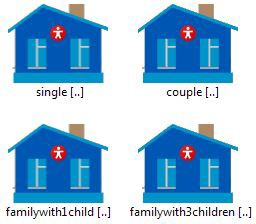 single [..]
couple [..]
familywith1child [..]
familywith3children [..]